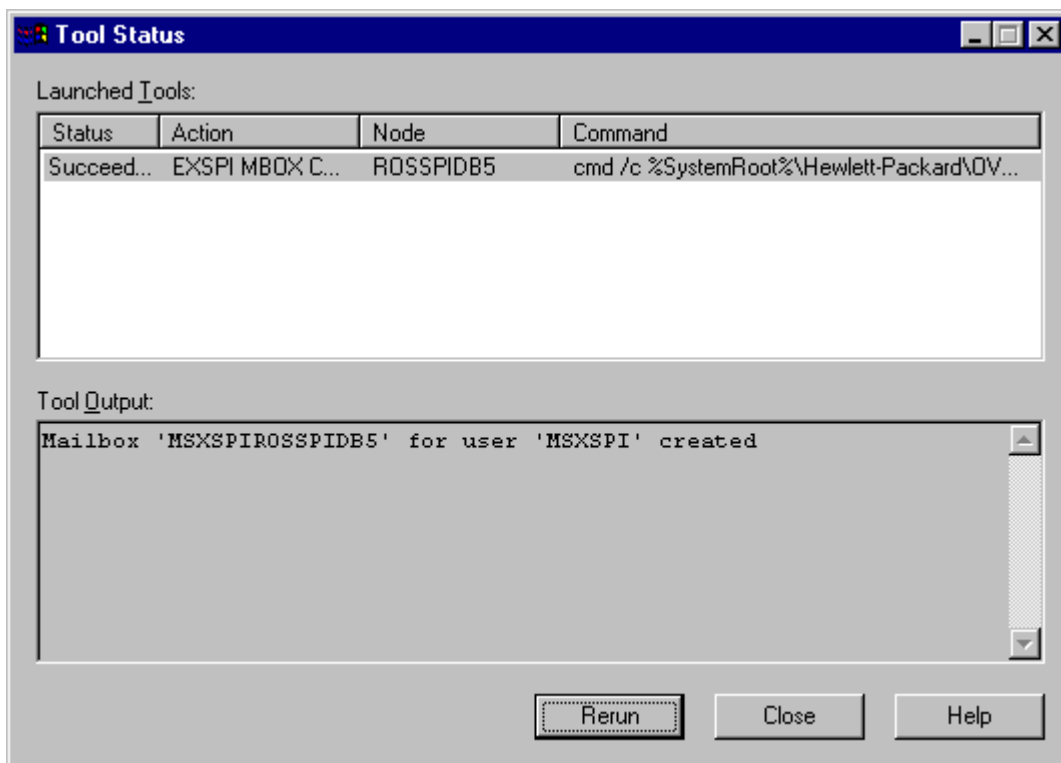 Tool Status
Launched Tools:
Status Action Node Command
Succeed... EXSPI MBOX C... ROSSPIDB5 cmd /c %SystemRoot%\Hewlett-Packard\OV...
Tool Output:
Mailbox 'MSXSPIROSSPIDB5' for user 'MSXSPI' created
Rerun Close Help